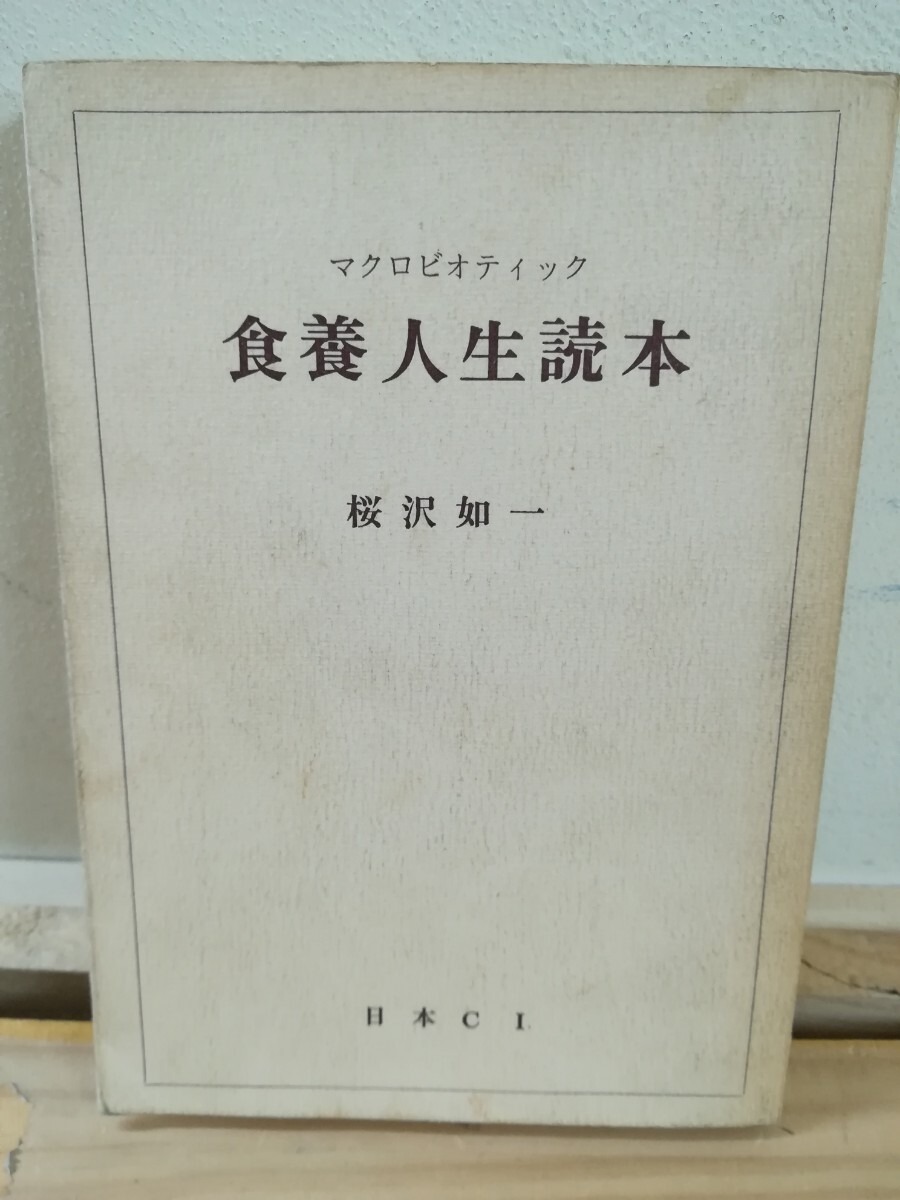 マクロビオティック
食養人生読本
桜沢如一
日本CI